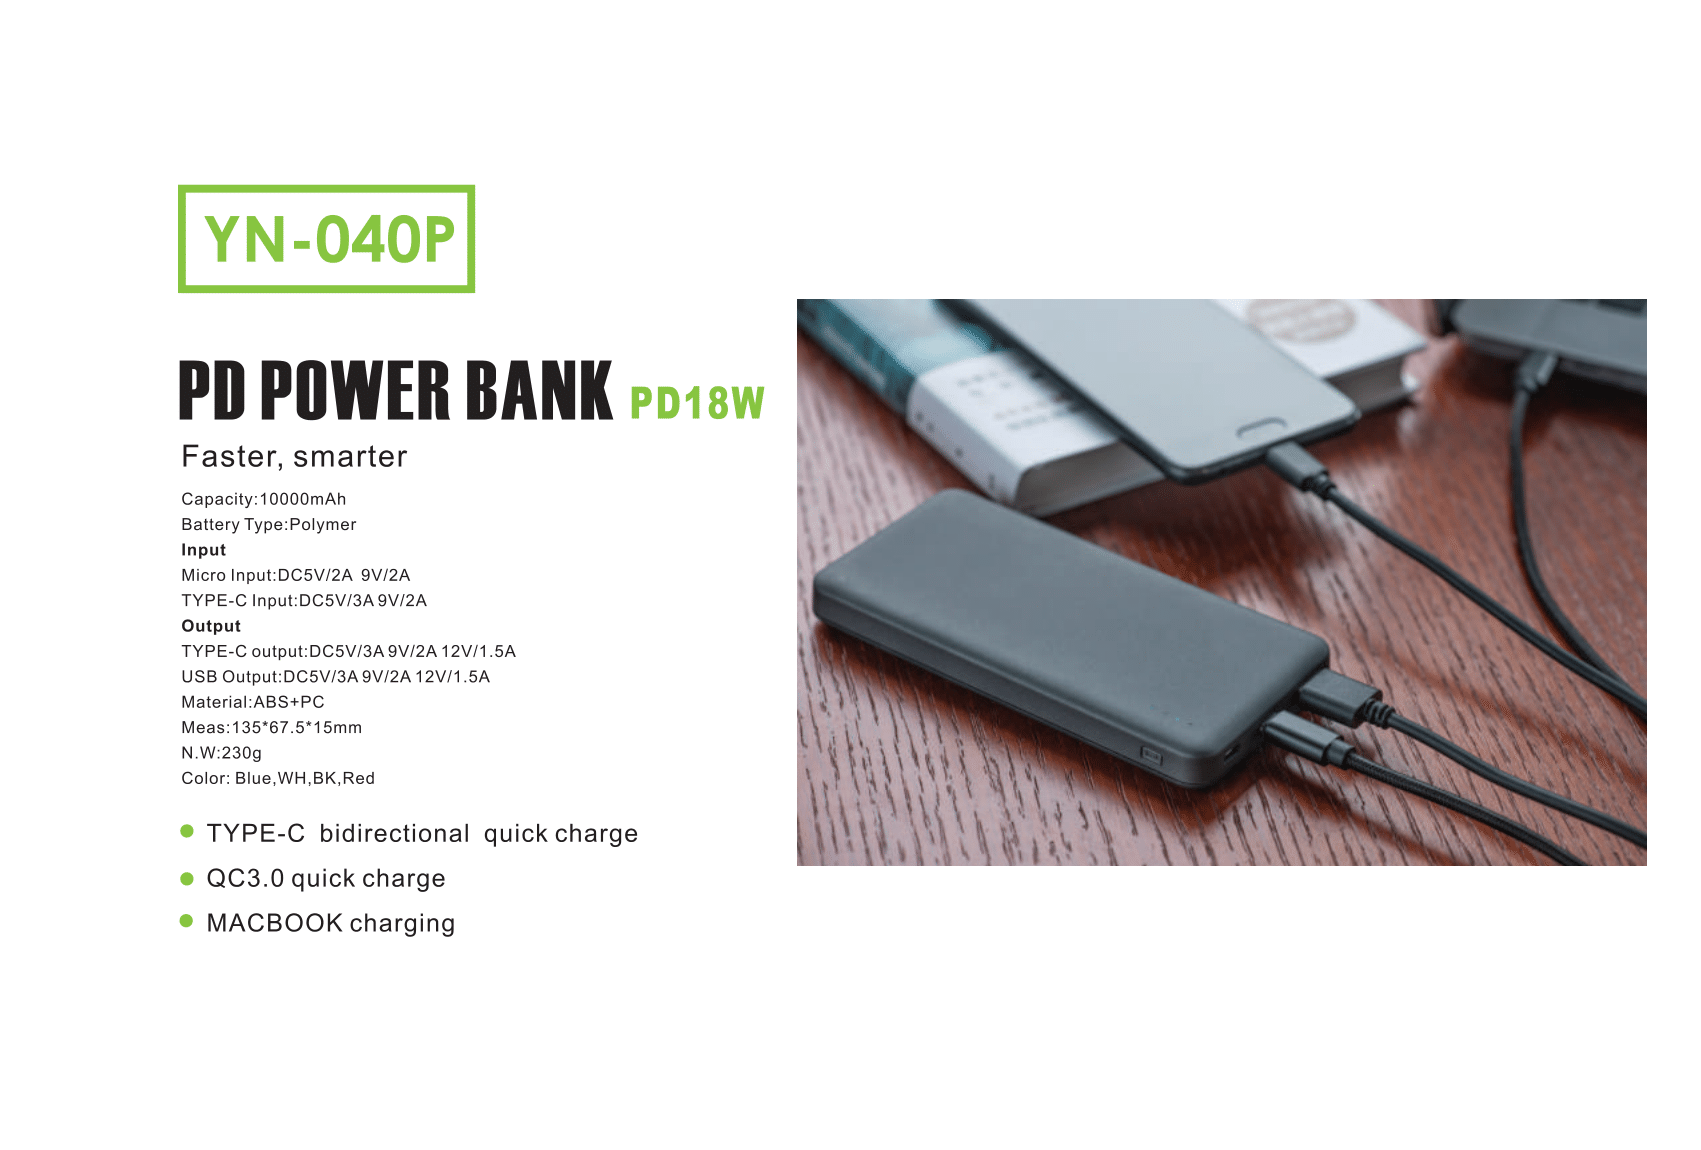 YN-040P
PD POWER BANK PD18W
Faster, smarter
Capacity:10000mAh
Battery Type:Polymer
Input
Micro Input:DC5V/2A  9V/2A
TYPE-C Input:DC5V/3A 9V/2A
Output
TYPE-C output:DC5V/3A 9V/2A 12V/1.5A
USB Output:DC5V/3A 9V/2A 12V/1.5A
Material:ABS+PC
Meas:135*67.5*15mm
N.W:230g
Color: Blue,WH,BK,Red
TYPE-C  bidirectional  quick charge
QC3.0 quick charge
MACBOOK charging